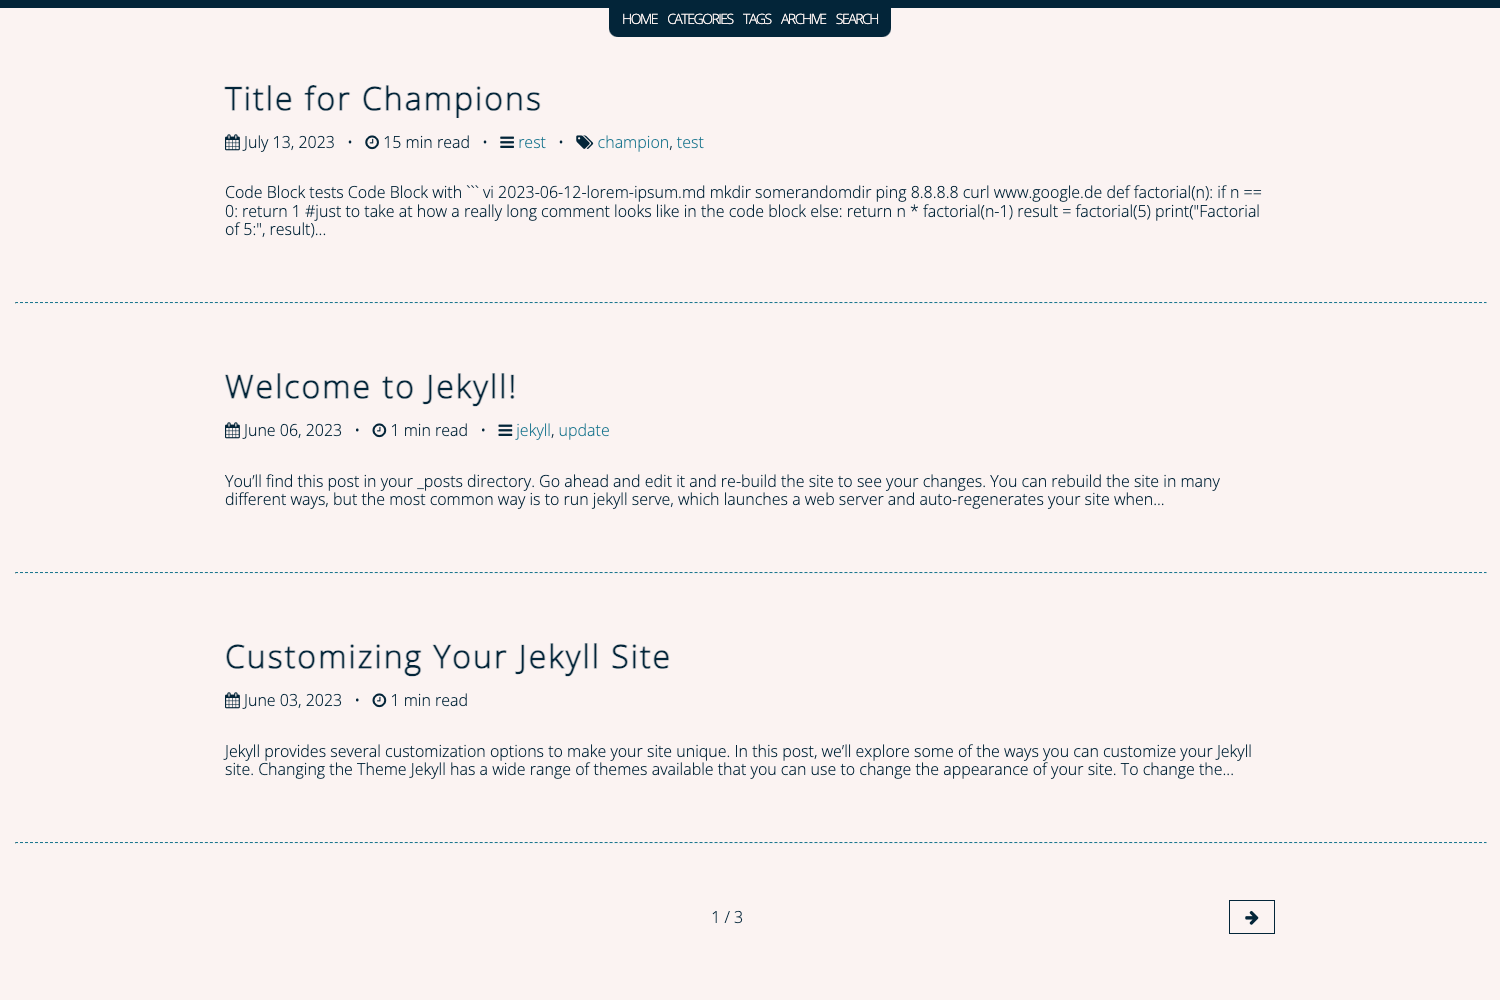 HOME CATEGORIES TAGS ARCHIVE SEARCH
Title for Champions
July 13, 2023 • 15 min read • rest • champion, test
Code Block tests Code Block with ``` vi 2023-06-12-lorem-ipsum.md mkdir somerandomdir ping 8.8.8.8 curl www.google.de def factorial(n): if n ==
0: return 1 #just to take at how a really long comment looks like in the code block else: return n * factorial(n-1) result = factorial(5) print("Factorial
of 5:", result)...
Welcome to Jekyll!
June 06, 2023 • 1 min read • jekyll, update
You’ll find this post in your _posts directory. Go ahead and edit it and re-build the site to see your changes. You can rebuild the site in many
different ways, but the most common way is to run jekyll serve, which launches a web server and auto-regenerates your site when...
Customizing Your Jekyll Site
June 03, 2023 • 1 min read
Jekyll provides several customization options to make your site unique. In this post, we’ll explore some of the ways you can customize your Jekyll
site. Changing the Theme Jekyll has a wide range of themes available that you can use to change the appearance of your site. To change the...
1 / 3